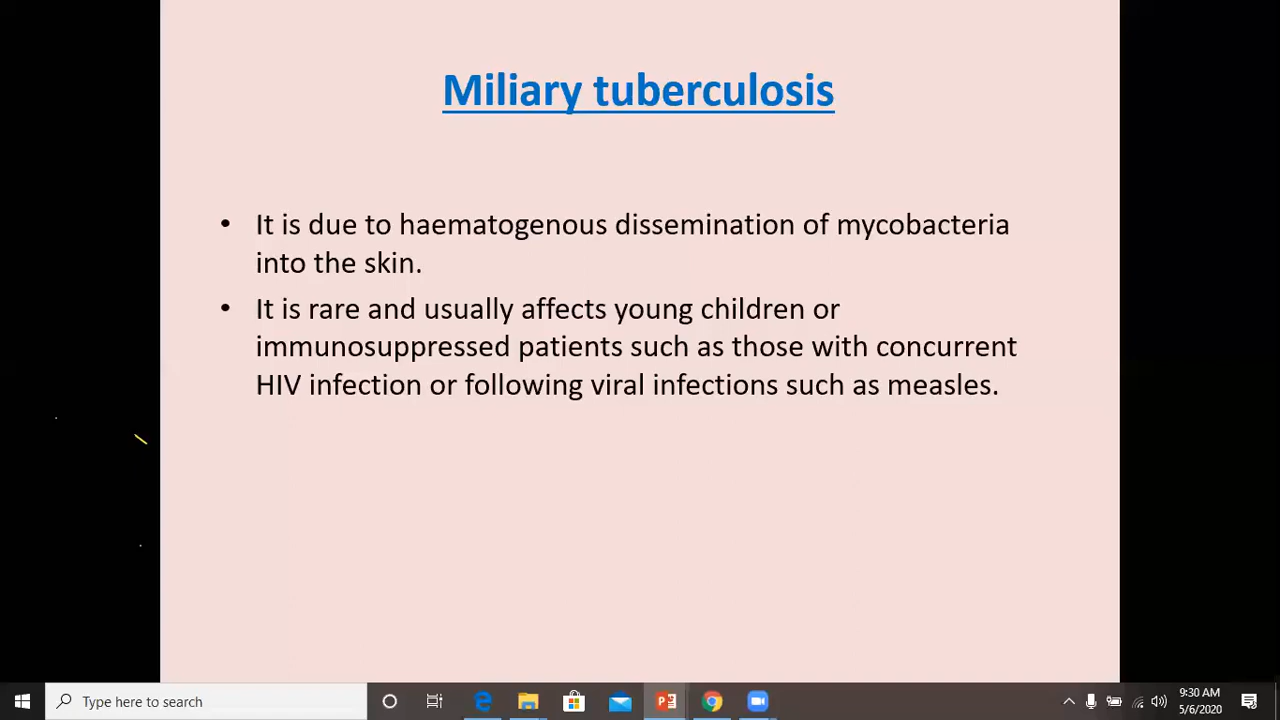 Miliary tuberculosis
• It is due to haematogenous dissemination of mycobacteria
into the skin.
• It is rare and usually affects young children or
immunosuppressed patients such as those with concurrent
HIV infection or following viral infections such as measles.
Type here to search
9:30 AM
5/6/2020